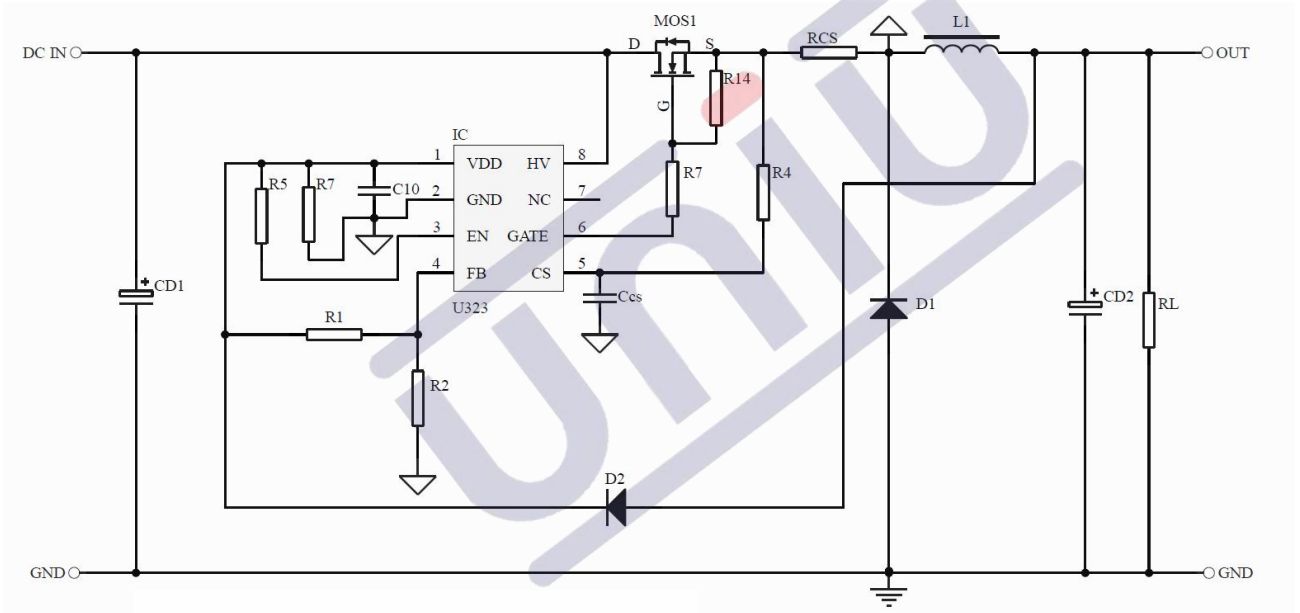 MOS1
L1
DC IN
D
S
RCS
OUT
R14
G
IC
1
VDD
HV
8
R5
R7
C10
2
GND
NC
7
R7
R4
3
EN
GATE
6
4
FB
CS
5
CD1
+
Ccs
U323
R1
D1
+
CD2
RL
R2
D2
GND
GND
uniu